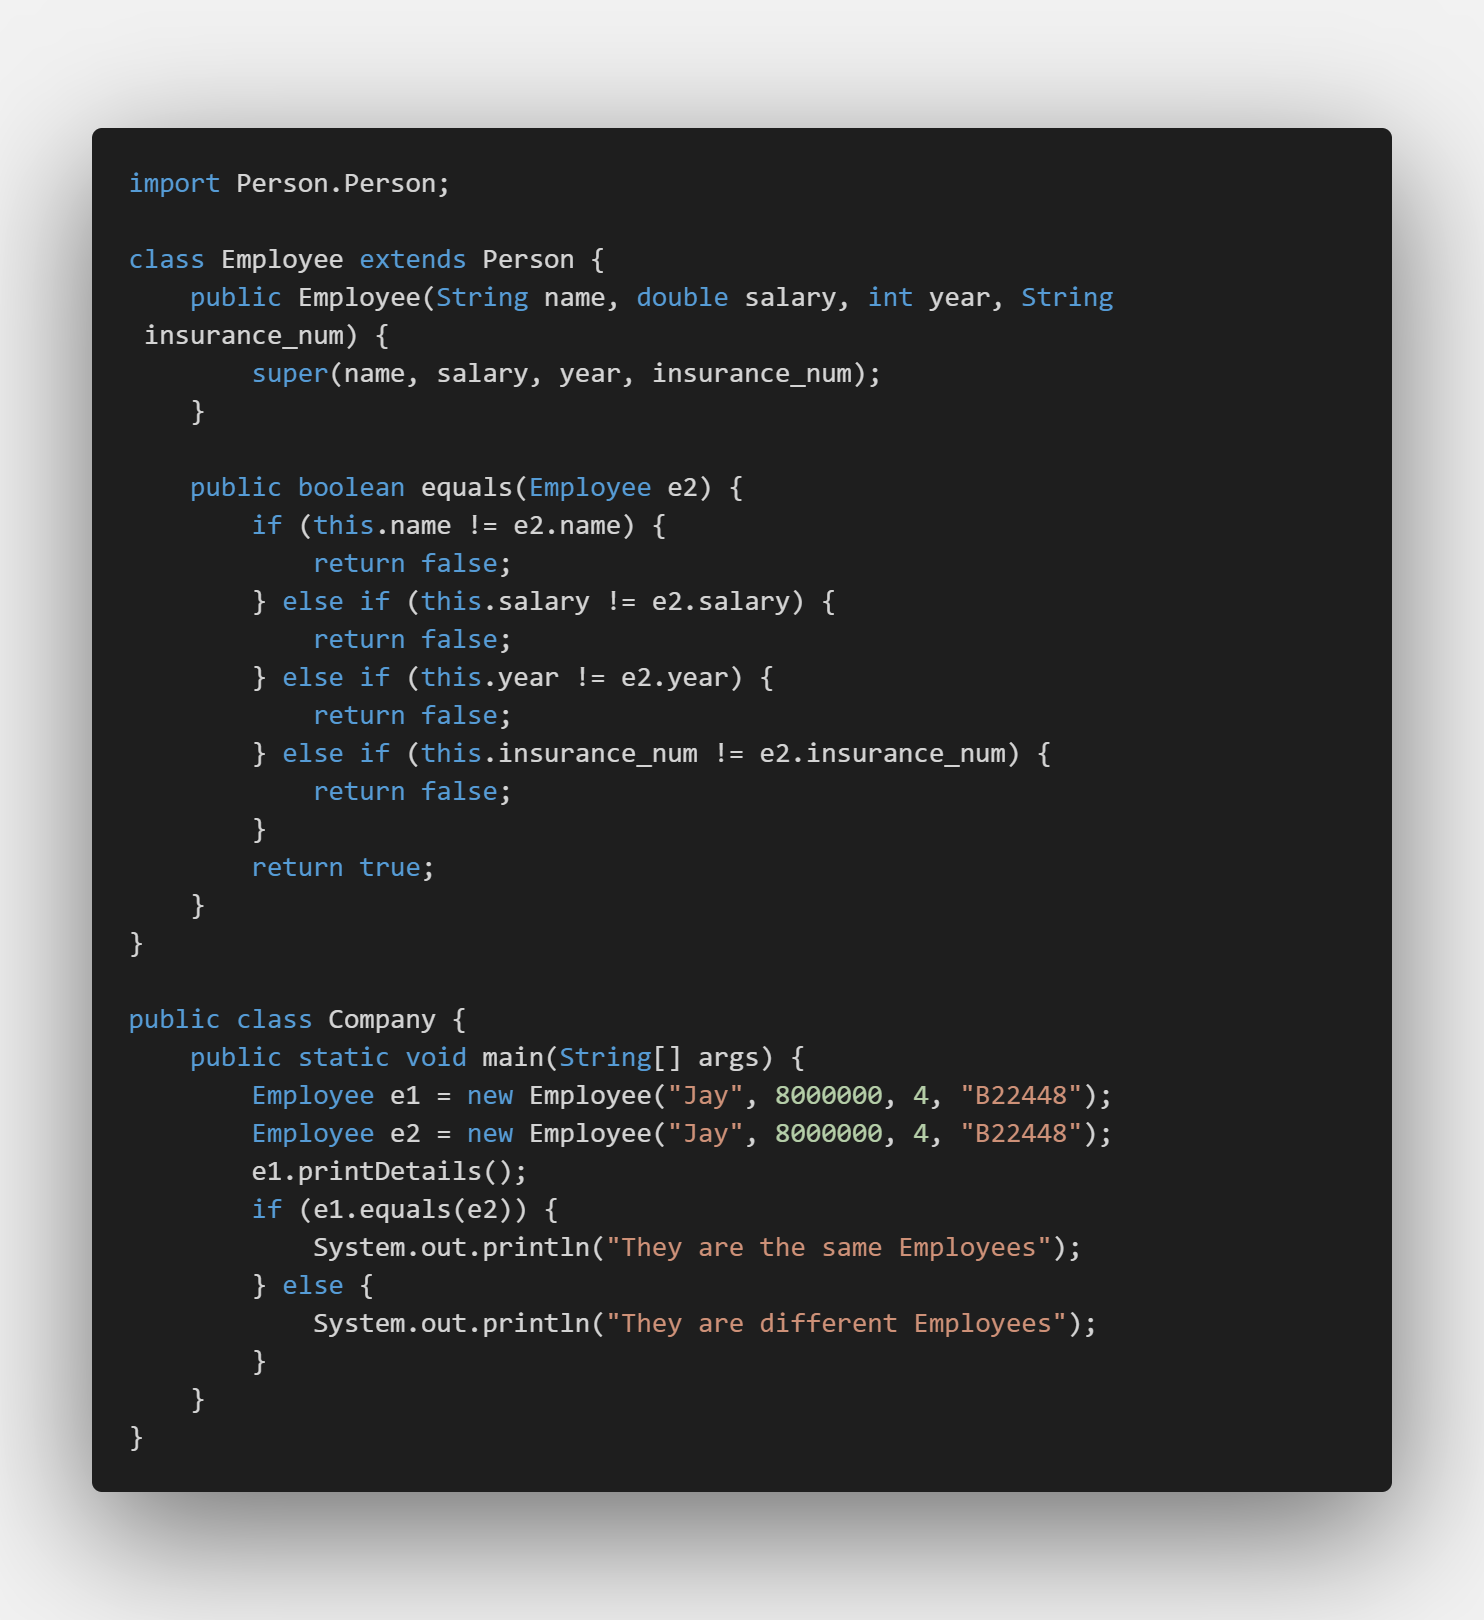 import Person.Person;

class Employee extends Person {
    public Employee(String name, double salary, int year, String
 insurance_num) {
        super(name, salary, year, insurance_num);
    }

    public boolean equals(Employee e2) {
        if (this.name != e2.name) {
            return false;
        } else if (this.salary != e2.salary) {
            return false;
        } else if (this.year != e2.year) {
            return false;
        } else if (this.insurance_num != e2.insurance_num) {
            return false;
        }
        return true;
    }
}

public class Company {
    public static void main(String[] args) {
        Employee e1 = new Employee("Jay", 8000000, 4, "B22448");
        Employee e2 = new Employee("Jay", 8000000, 4, "B22448");
        e1.printDetails();
        if (e1.equals(e2)) {
            System.out.println("They are the same Employees");
        } else {
            System.out.println("They are different Employees");
        }
    }
}